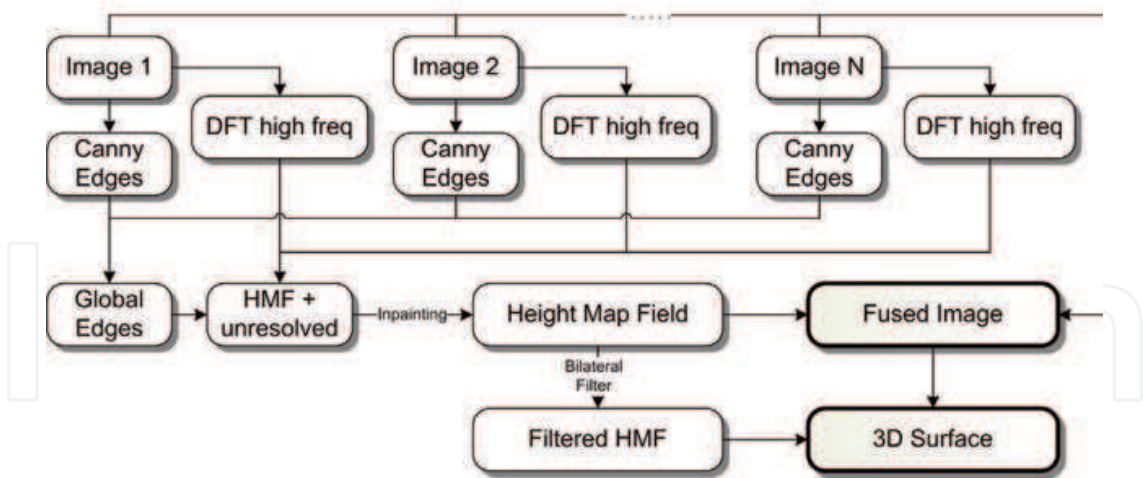 Image 1
Image 2
Image N
DFT high freq
DFT high freq
DFT high freq
Canny
Edges
Canny
Edges
Canny
Edges
Global
Edges
HMF +
unresolved
Inpainting
Height Map Field
Fused Image
Bilateral
Filter
Filtered HMF
3D Surface